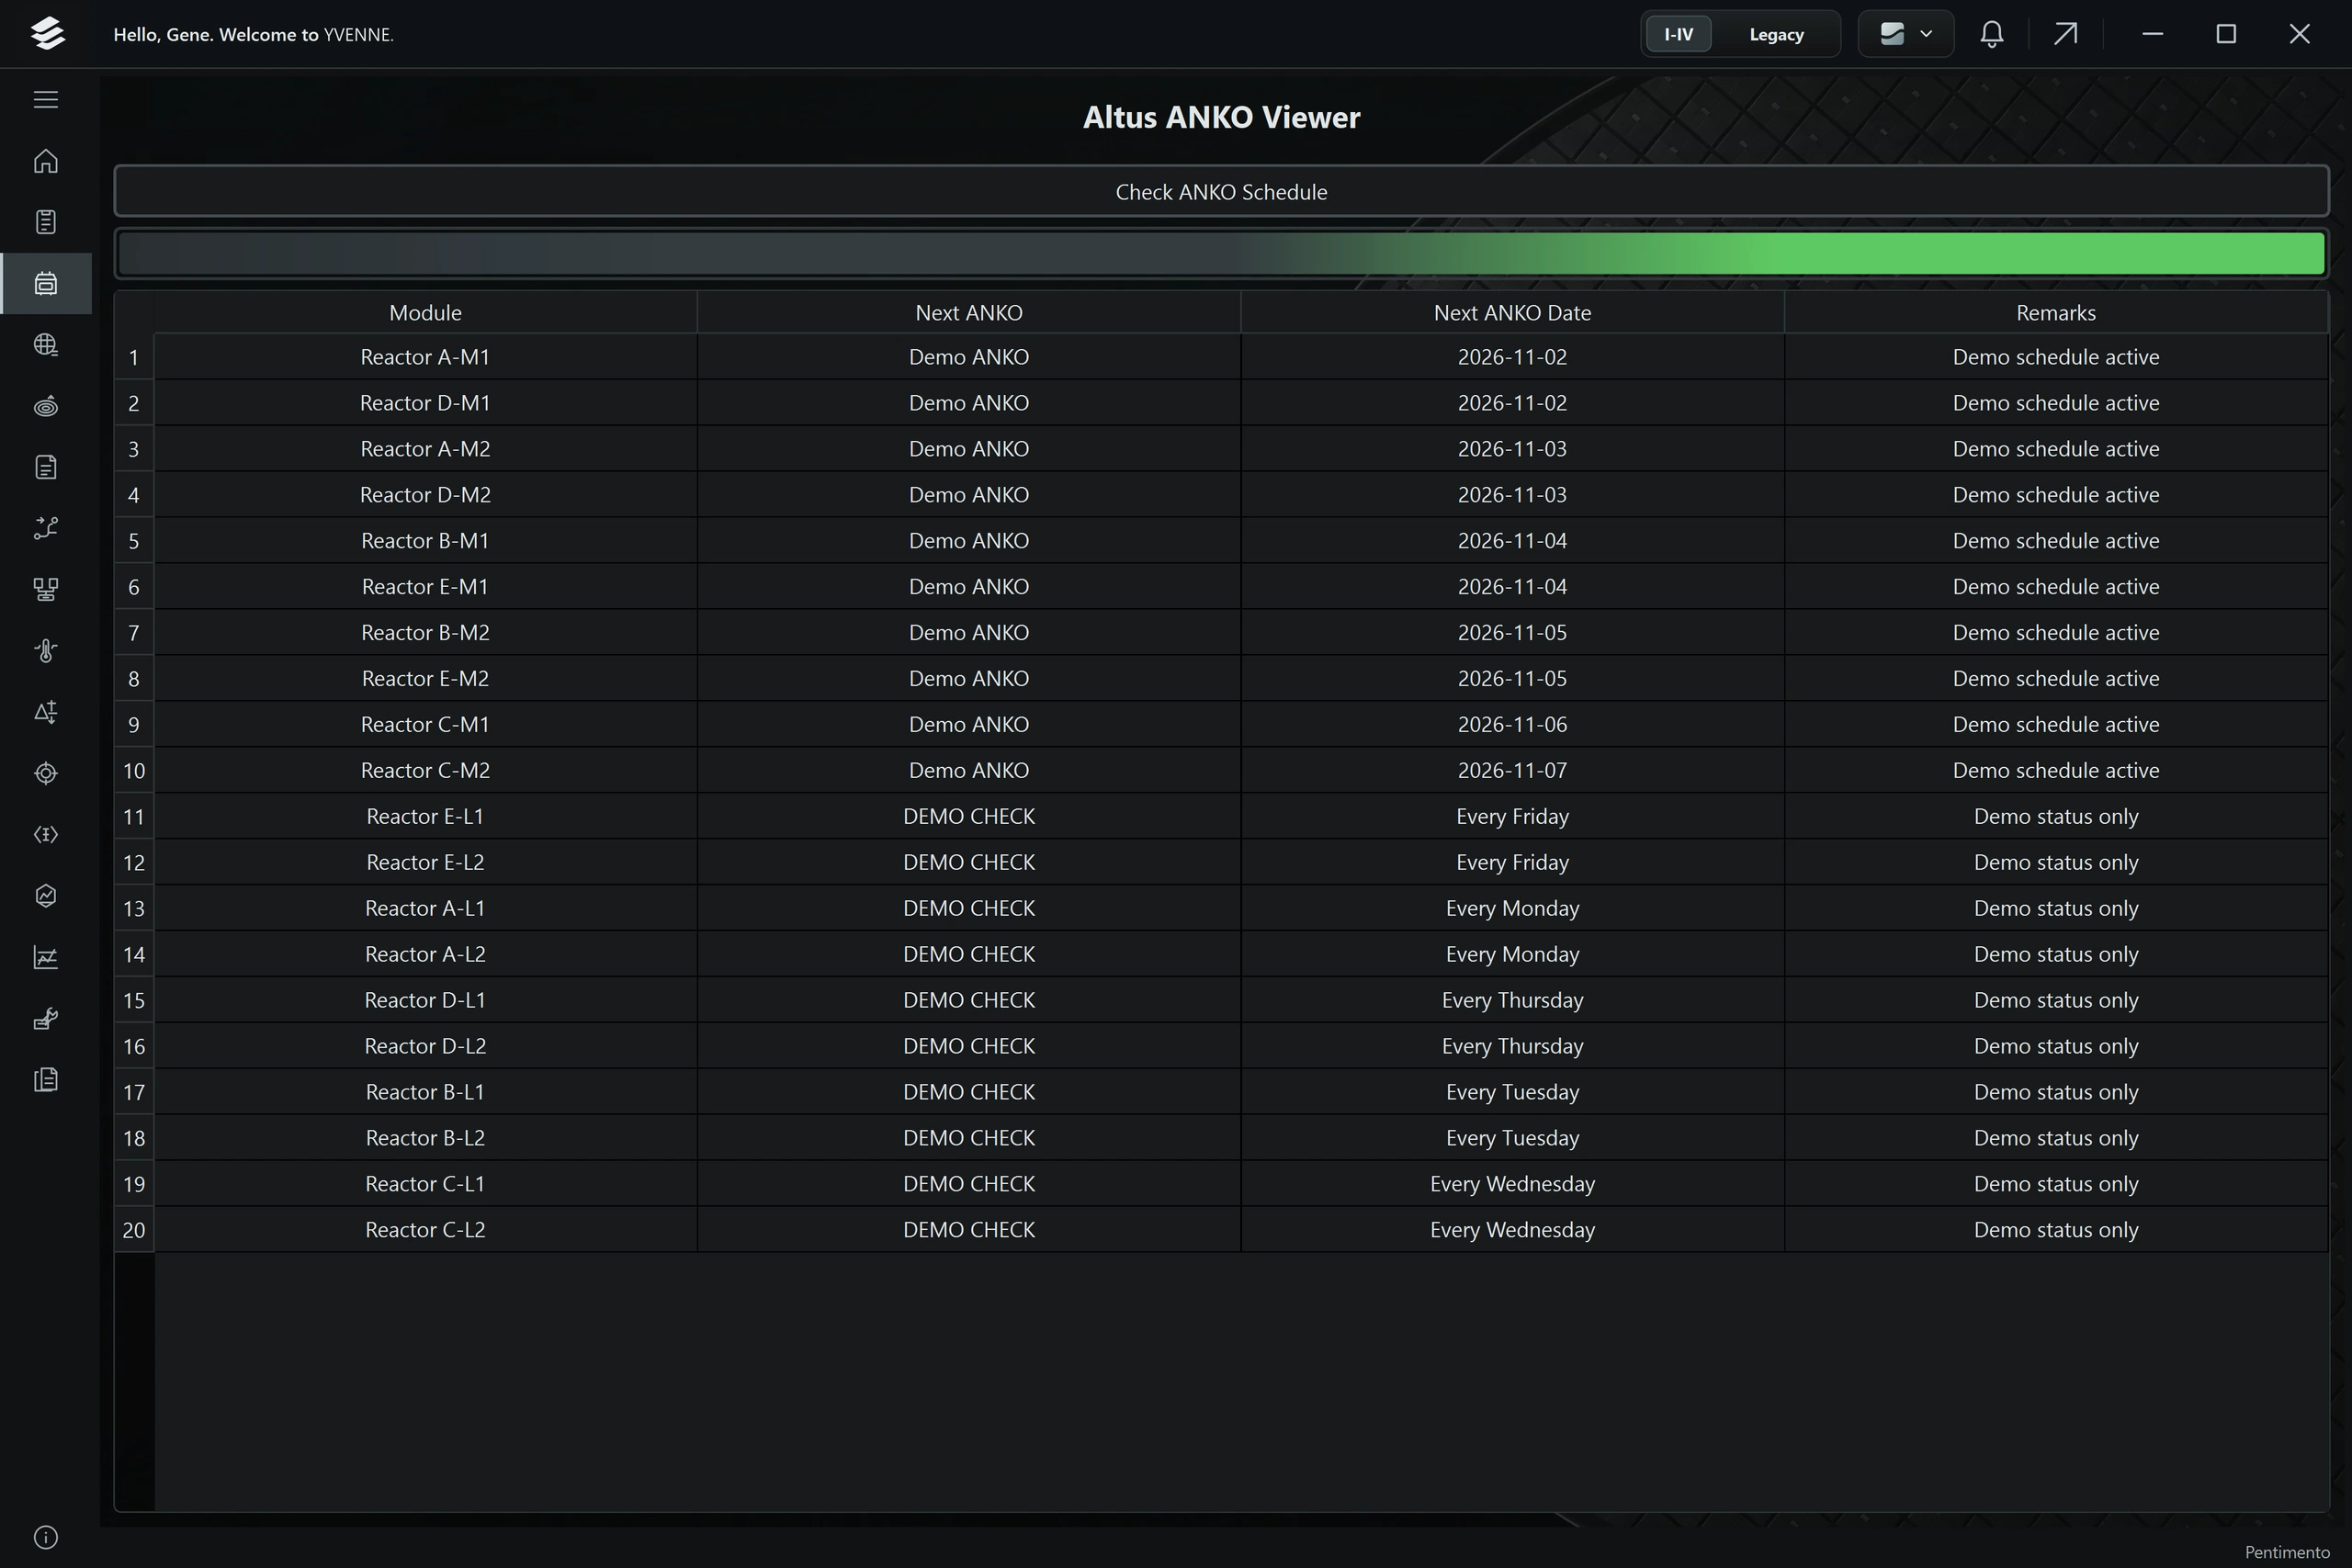 Hello, Gene. Welcome to YVENNE.
I-IV Legacy
Altus ANKO Viewer
Check ANKO Schedule
Module Next ANKO Next ANKO Date Remarks
1 Reactor A-M1 Demo ANKO 2026-11-02 Demo schedule active
2 Reactor D-M1 Demo ANKO 2026-11-02 Demo schedule active
3 Reactor A-M2 Demo ANKO 2026-11-03 Demo schedule active
4 Reactor D-M2 Demo ANKO 2026-11-03 Demo schedule active
5 Reactor B-M1 Demo ANKO 2026-11-04 Demo schedule active
6 Reactor E-M1 Demo ANKO 2026-11-04 Demo schedule active
7 Reactor B-M2 Demo ANKO 2026-11-05 Demo schedule active
8 Reactor E-M2 Demo ANKO 2026-11-05 Demo schedule active
9 Reactor C-M1 Demo ANKO 2026-11-06 Demo schedule active
10 Reactor C-M2 Demo ANKO 2026-11-07 Demo schedule active
11 Reactor E-L1 DEMO CHECK Every Friday Demo status only
12 Reactor E-L2 DEMO CHECK Every Friday Demo status only
13 Reactor A-L1 DEMO CHECK Every Monday Demo status only
14 Reactor A-L2 DEMO CHECK Every Monday Demo status only
15 Reactor D-L1 DEMO CHECK Every Thursday Demo status only
16 Reactor D-L2 DEMO CHECK Every Thursday Demo status only
17 Reactor B-L1 DEMO CHECK Every Tuesday Demo status only
18 Reactor B-L2 DEMO CHECK Every Tuesday Demo status only
19 Reactor C-L1 DEMO CHECK Every Wednesday Demo status only
20 Reactor C-L2 DEMO CHECK Every Wednesday Demo status only
Pentimento